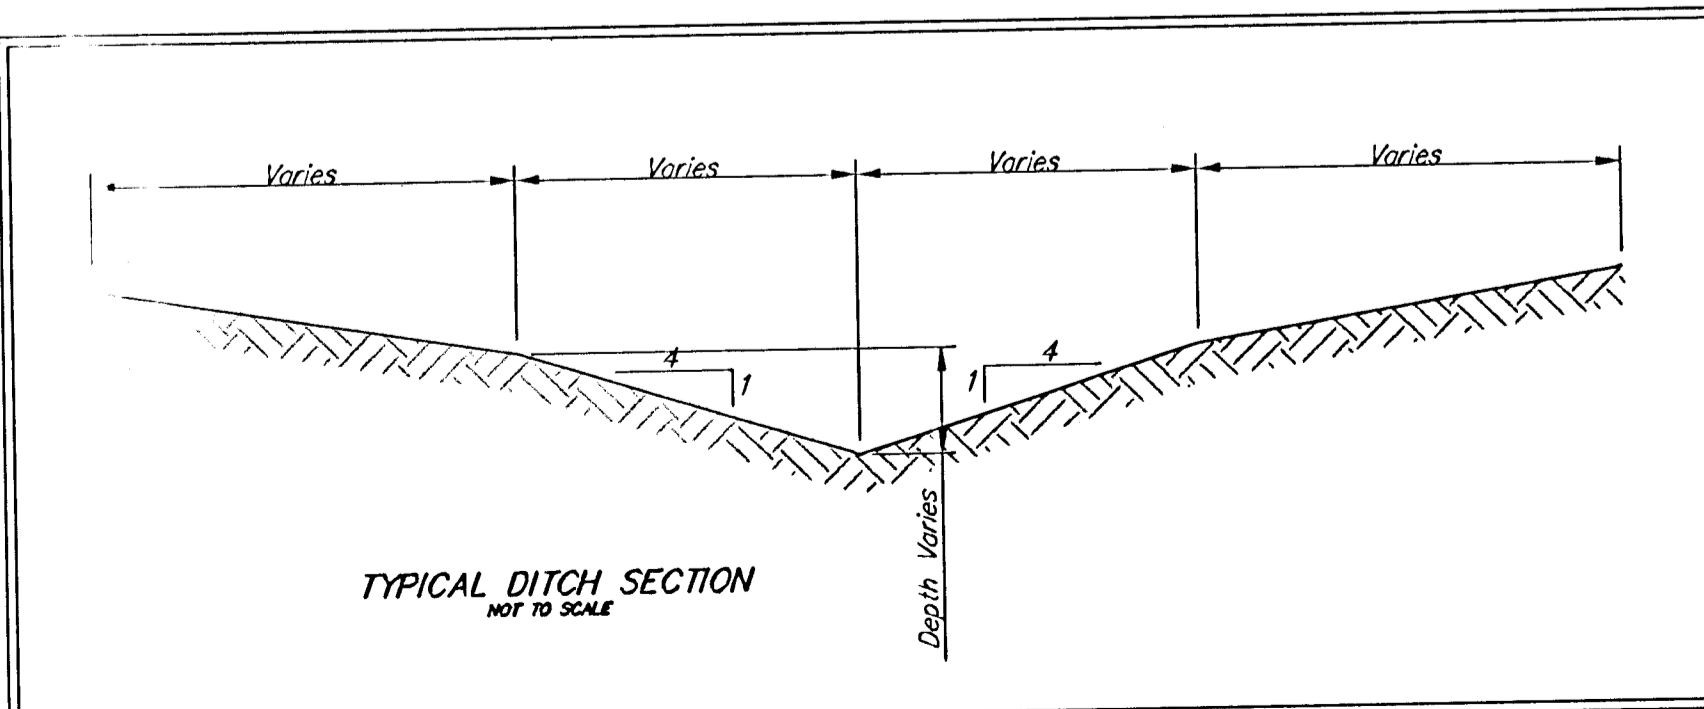 Varies Varies Varies Varies
4 1 1 4
Depth Varies
TYPICAL DITCH SECTION
NOT TO SCALE